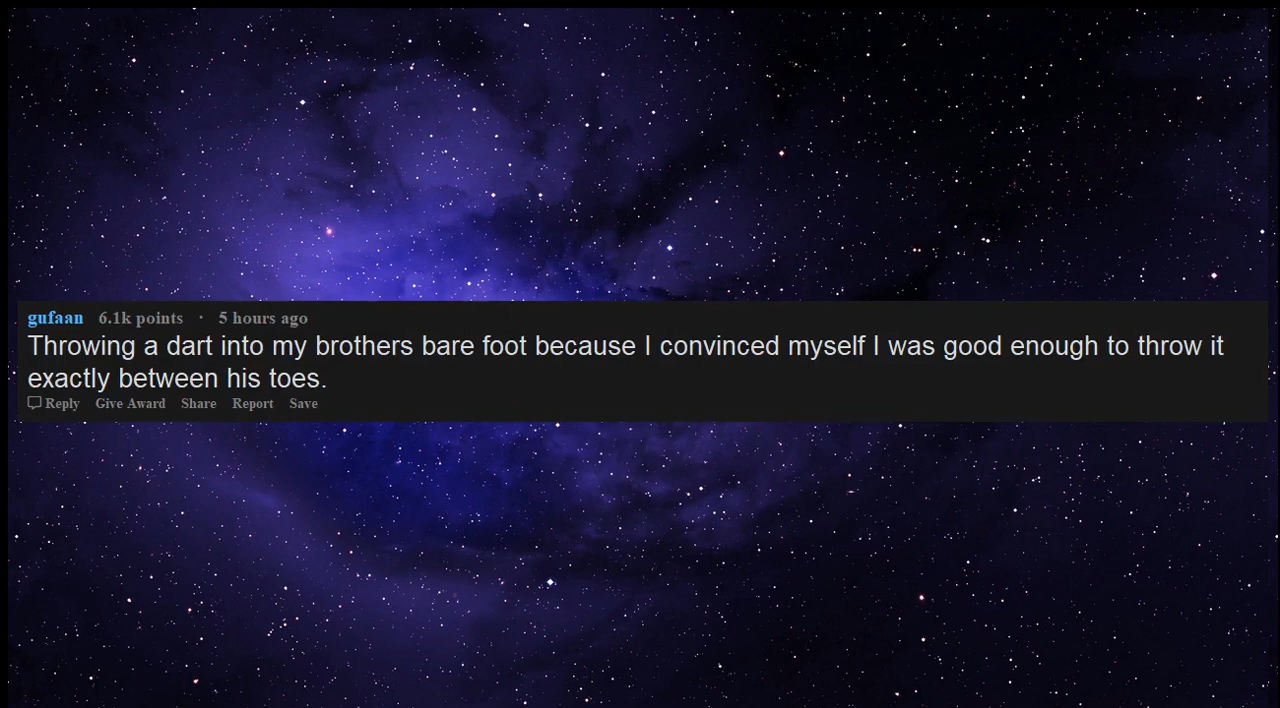 gufaan 6.1k points · 5 hours ago
Throwing a dart into my brothers bare foot because I convinced myself I was good enough to throw it
exactly between his toes.
Reply Give Award Share Report Save